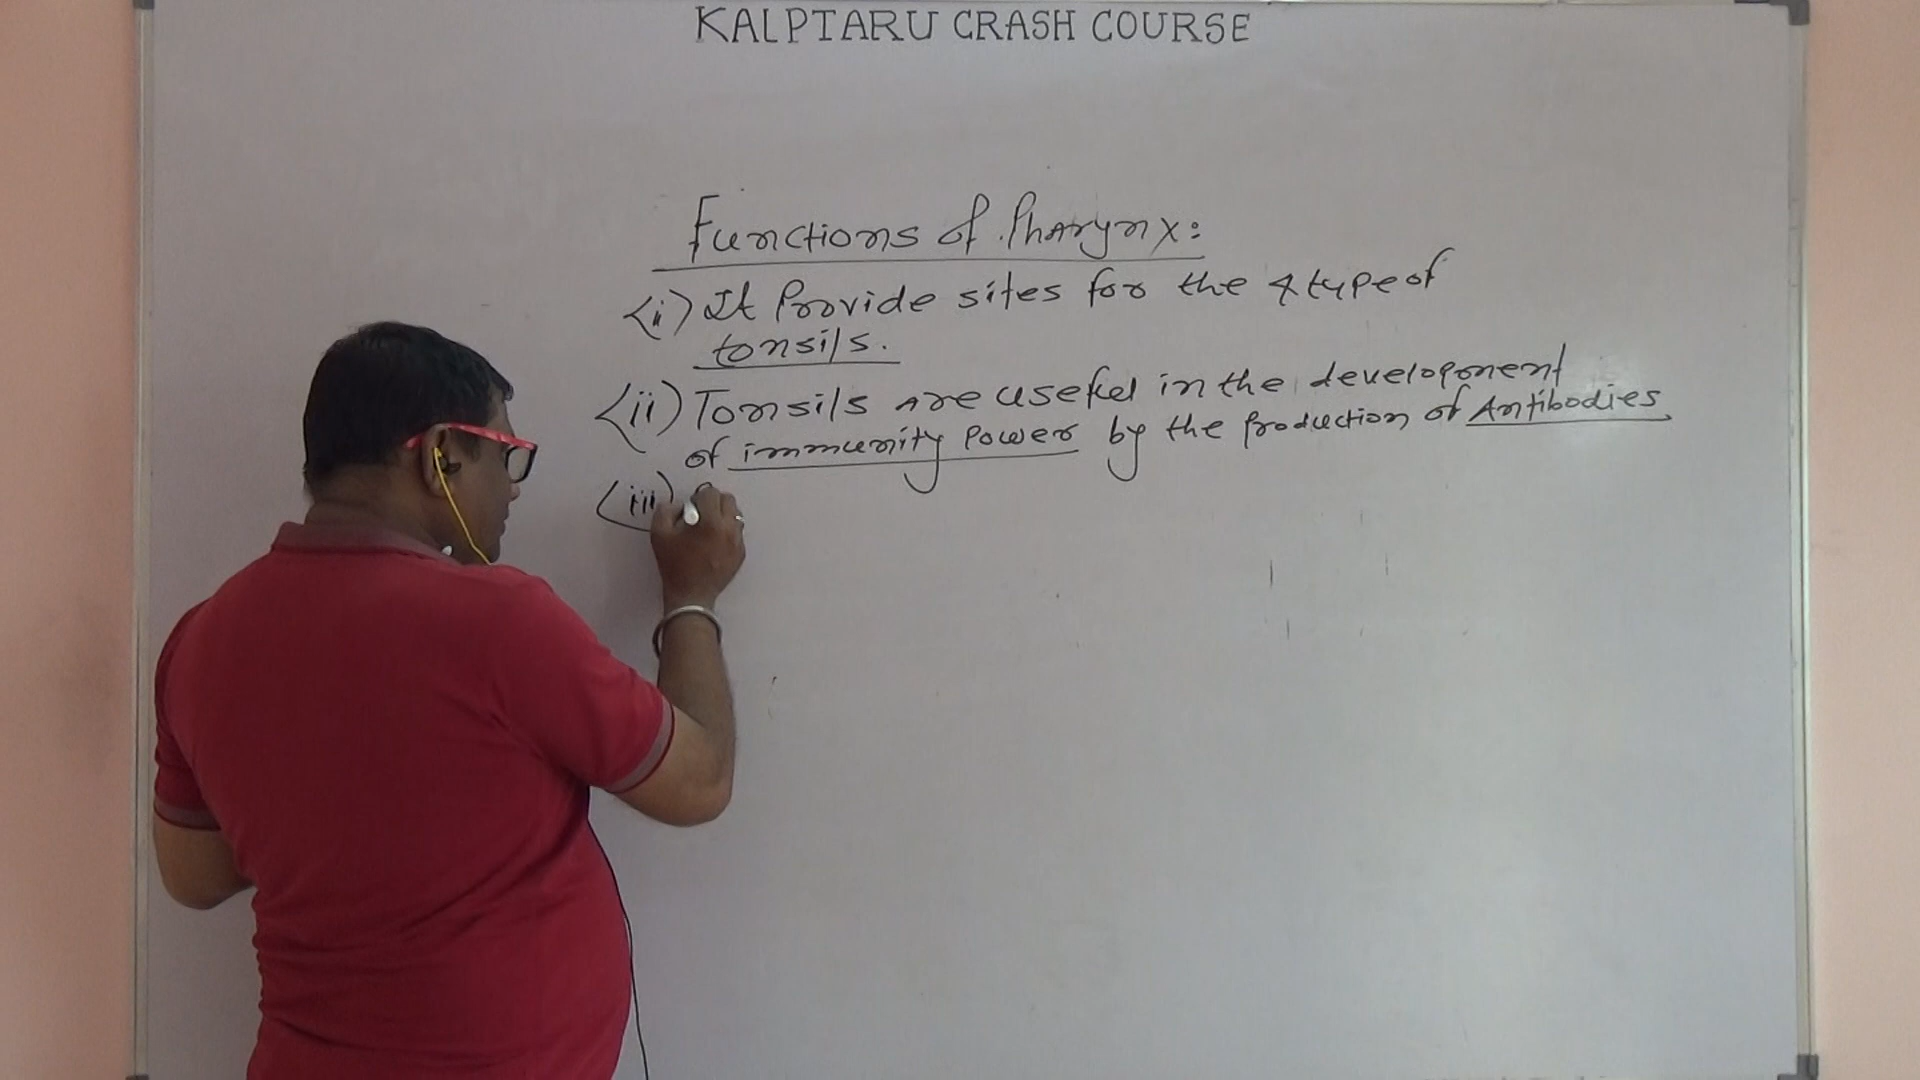 KALPTARU CRASH COURSE
Functions of Pharynx:
(i) It Provide sites for the 4 type of
tonsils.
(ii) Tonsils are useful in the development
of immunity Power by the production of Antibodies.
(iii)